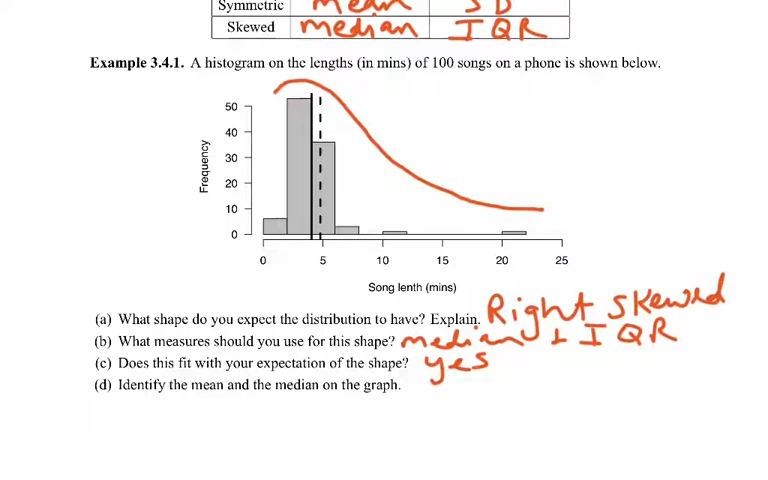 Symmetric mean SD
Skewed median IQR
Example 3.4.1. A histogram on the lengths (in mins) of 100 songs on a phone is shown below.
Frequency
50
40
30
20
10
0
0 5 10 15 20 25
Song lenth (mins)
(a) What shape do you expect the distribution to have? Explain. Right skewed
(b) What measures should you use for this shape? median + IQR
(c) Does this fit with your expectation of the shape? yes
(d) Identify the mean and the median on the graph.